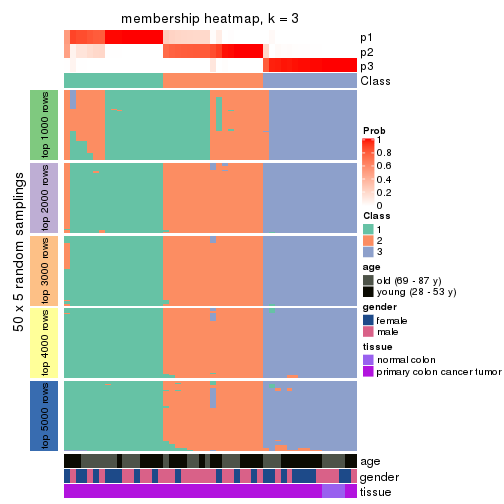 membership heatmap, k = 3
p1
p2
p3
Class
50 x 5 random samplings
top 1000 rows
top 2000 rows
top 3000 rows
top 4000 rows
top 5000 rows
age
gender
tissue
Prob
1
0.8
0.6
0.4
0.2
0
Class
1
2
3
age
old (69 - 87 y)
young (28 - 53 y)
gender
female
male
tissue
normal colon
primary colon cancer tumor